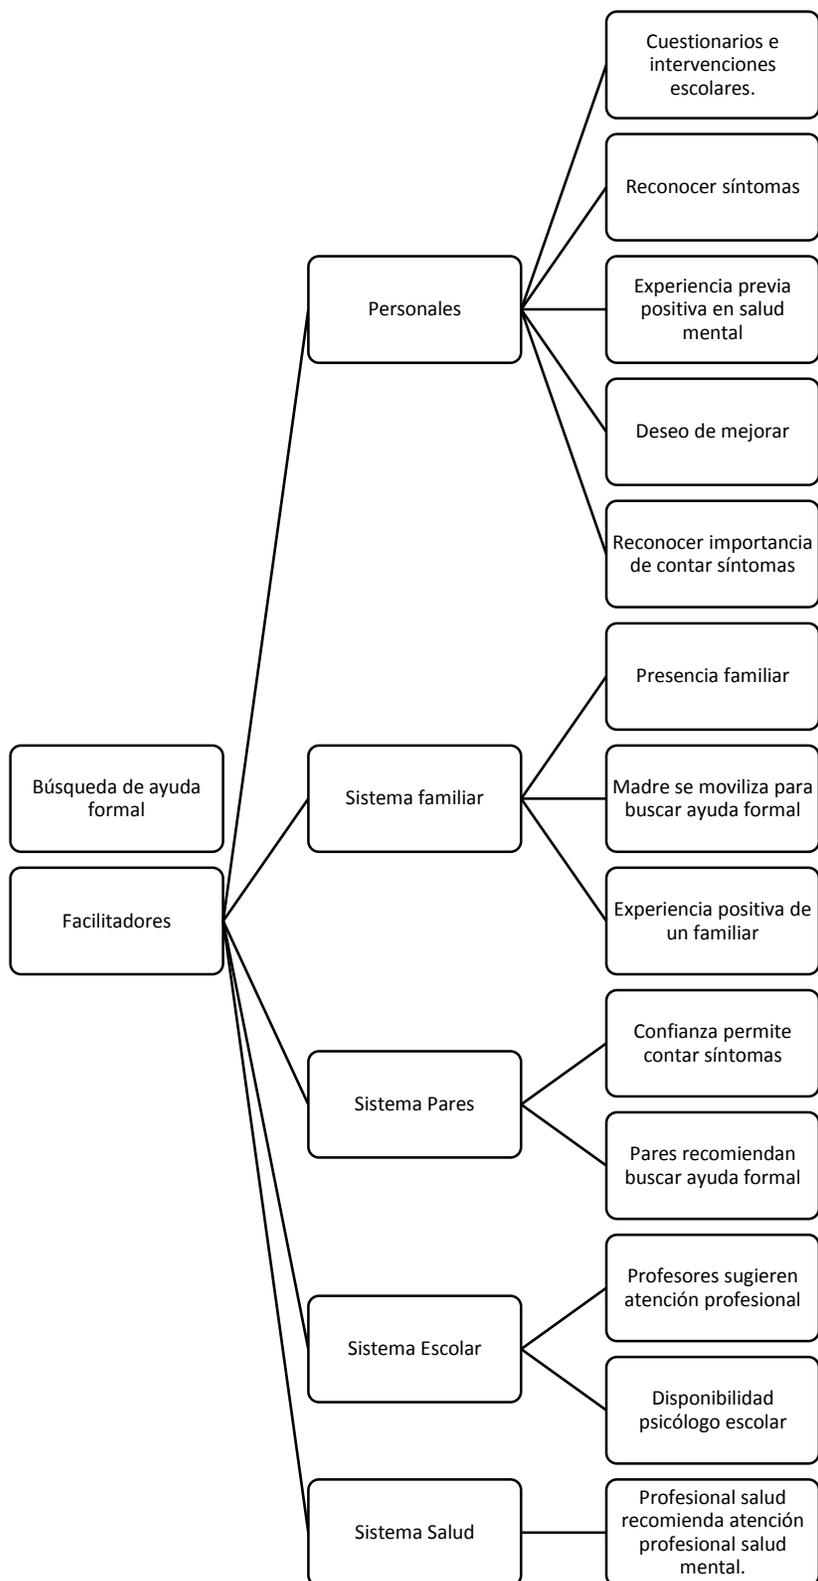 Búsqueda de ayuda
formal
Facilitadores
Personales
Cuestionarios e
intervenciones
escolares.
Reconocer síntomas
Experiencia previa
positiva en salud
mental
Deseo de mejorar
Reconocer importancia
de contar síntomas
Sistema familiar
Presencia familiar
Madre se moviliza para
buscar ayuda formal
Experiencia positiva de
un familiar
Sistema Pares
Confianza permite
contar síntomas
Pares recomiendan
buscar ayuda formal
Sistema Escolar
Profesores sugieren
atención profesional
Disponibilidad
psicólogo escolar
Sistema Salud
Profesional salud
recomienda atención
profesional salud
mental.